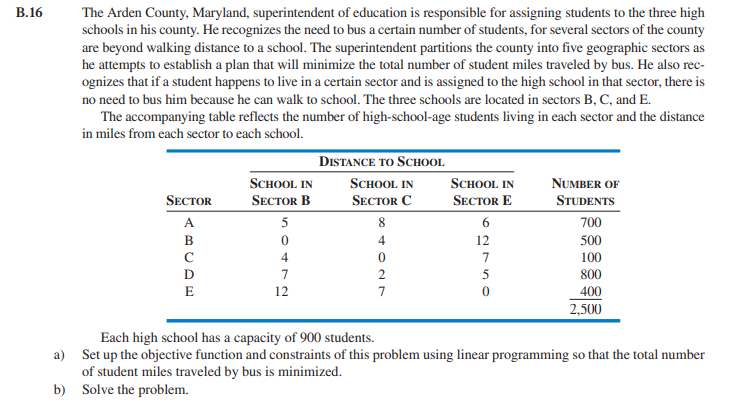 B.16 The Arden County, Maryland, superintendent of education is responsible for assigning students to the three high
schools in his county. He recognizes the need to bus a certain number of students, for several sectors of the county
are beyond walking distance to a school. The superintendent partitions the county into five geographic sectors as
he attempts to establish a plan that will minimize the total number of student miles traveled by bus. He also rec-
ognizes that if a student happens to live in a certain sector and is assigned to the high school in that sector, there is
no need to bus him because he can walk to school. The three schools are located in sectors B, C, and E.
The accompanying table reflects the number of high-school-age students living in each sector and the distance
in miles from each sector to each school.
DISTANCE TO SCHOOL
SCHOOL IN SCHOOL IN SCHOOL IN NUMBER OF
SECTOR SECTOR B SECTOR C SECTOR E STUDENTS
A 5 8 6 700
B 0 4 12 500
C 4 0 7 100
D 7 2 5 800
E 12 7 0 400
2,500
Each high school has a capacity of 900 students.
a) Set up the objective function and constraints of this problem using linear programming so that the total number
of student miles traveled by bus is minimized.
b) Solve the problem.